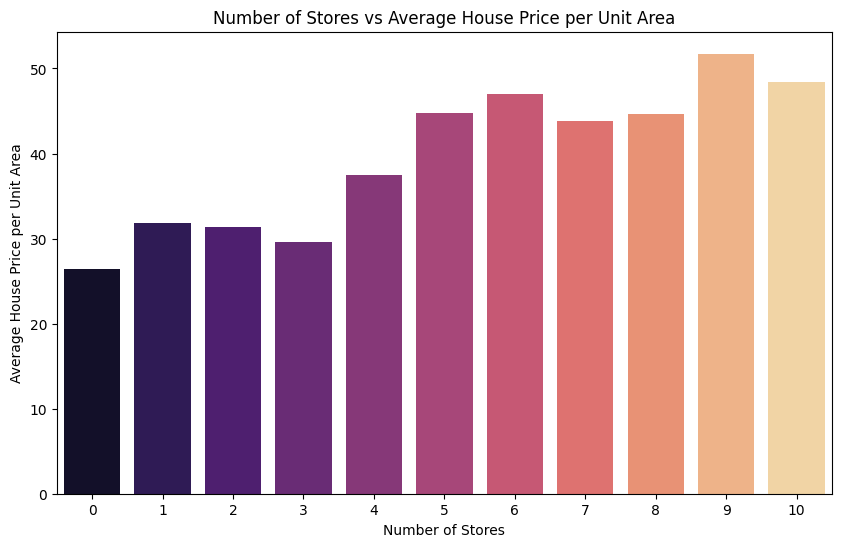 Number of Stores vs Average House Price per Unit Area
Average House Price per Unit Area
50
40
30
20
10
0
0 1 2 3 4 5 6 7 8 9 10
Number of Stores